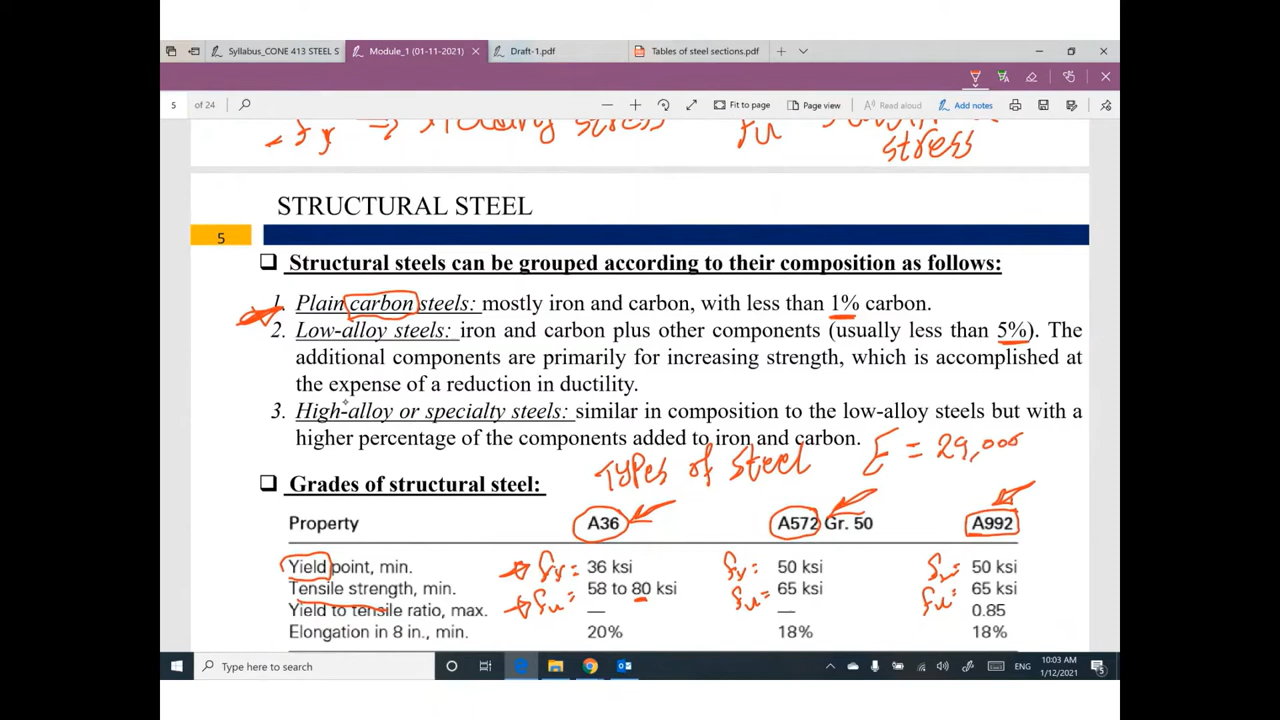 Syllabus_CONE 413 STEEL S
Module_1 (01-11-2021)
Draft-1.pdf
Tables of steel sections.pdf
5 of 24
Fit to page
Page view
Read aloud
Add notes
fy ⇒ Yielding stress
fu
stress
STRUCTURAL STEEL
5
Structural steels can be grouped according to their composition as follows:
1. Plain carbon steels: mostly iron and carbon, with less than 1% carbon.
2. Low-alloy steels: iron and carbon plus other components (usually less than 5%). The
additional components are primarily for increasing strength, which is accomplished at
the expense of a reduction in ductility.
3. High-alloy or specialty steels: similar in composition to the low-alloy steels but with a
higher percentage of the components added to iron and carbon.
Types of Steel E = 29,000
Grades of structural steel:
Property A36 A572 Gr. 50 A992
Yield point, min. fy = 36 ksi fy = 50 ksi fy = 50 ksi
Tensile strength, min. fu = 58 to 80 ksi fu = 65 ksi fu = 65 ksi
Yield to tensile ratio, max. — — 0.85
Elongation in 8 in., min. 20% 18% 18%
Type here to search
ENG
10:03 AM
1/12/2021
5